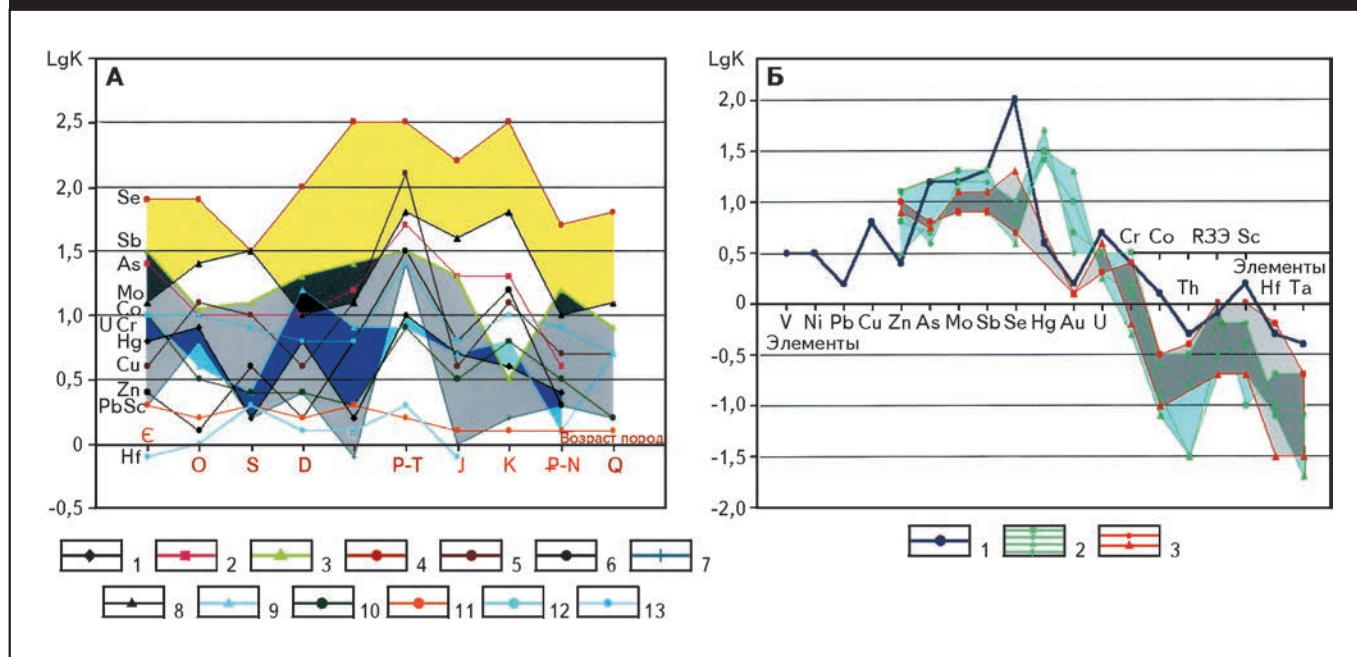 LgK
А
2,5
2,0
1,5
1,0
0,5
0
-0,5
Se
Sb
As
Mo
Co
U Cr
Hg
Cu
Zn
PbSc
Hf
Є
Возраст пород
O S D P-T J K P-N Q
1 2 3 4 5 6 7
8 9 10 11 12 13
LgK
Б
2,0
1,5
1,0
0,5
0
-0,5
-1,0
-1,5
-2,0
Cr Co RЗЭ Sc
Элементы
Th Hf Ta
V Ni Pb Cu Zn As Mo Sb Se Hg Au U
Элементы
1 2 3